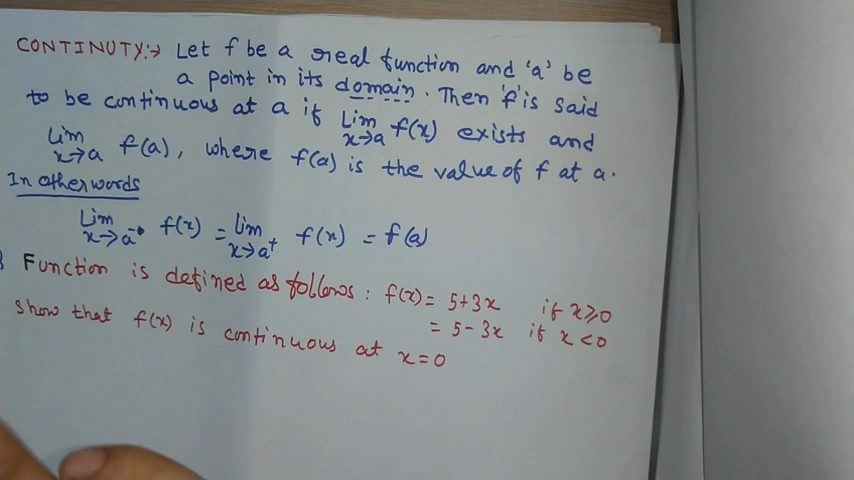 CONTINUTY:→ Let f be a real function and 'a' be
a point in its domain. Then 'f' is said
to be continuous at a if Lim x→a f(x) exists and
Lim x→a f(a), where f(a) is the value of f at a.
In otherwords
Lim x→a⁻ f(x) = Lim x→a⁺ f(x) = f(a)
Function is defined as follows: f(x) = 5+3x if x≥0
= 5-3x if x<0
show that f(x) is continuous at x=0